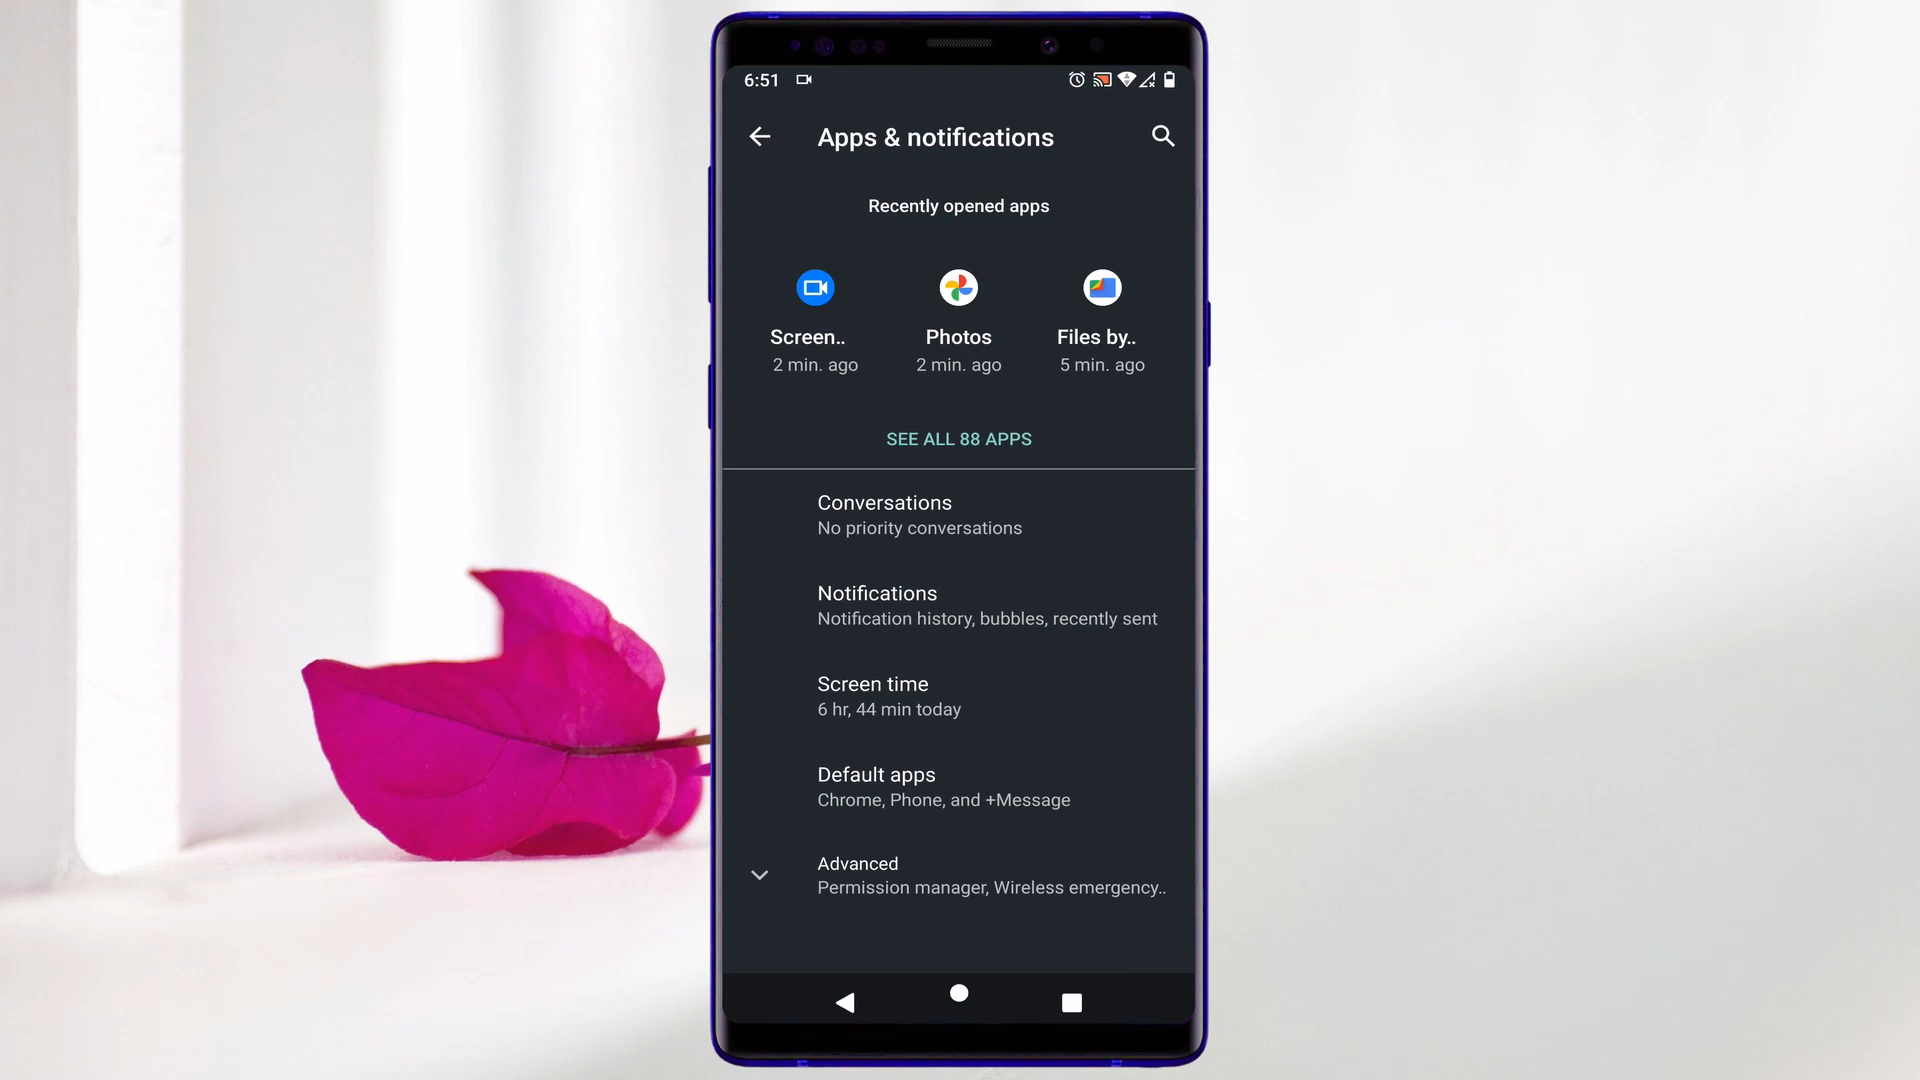 6:51
Apps & notifications
Recently opened apps
Screen.. Photos Files by..
2 min. ago 2 min. ago 5 min. ago
SEE ALL 88 APPS
Conversations
No priority conversations
Notifications
Notification history, bubbles, recently sent
Screen time
6 hr, 44 min today
Default apps
Chrome, Phone, and +Message
Advanced
Permission manager, Wireless emergency..